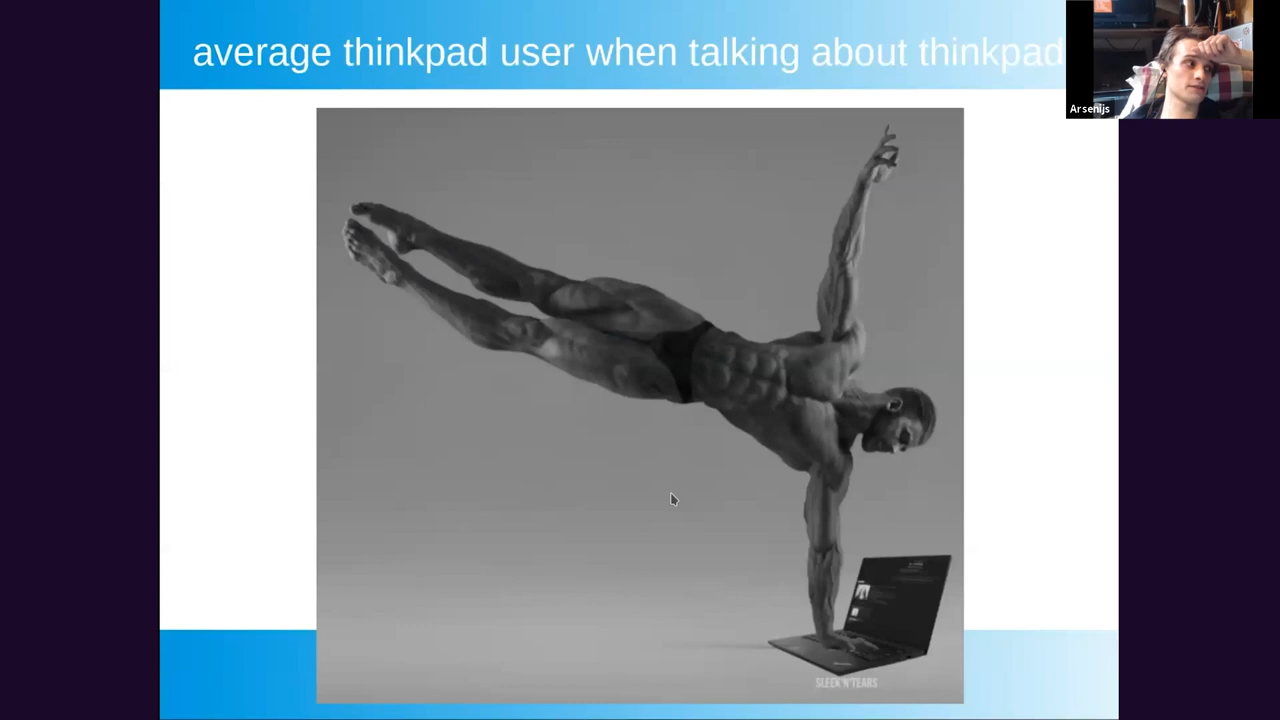 average thinkpad user when talking about thinkpad
Arsenijs
SLEEK N'TEARS